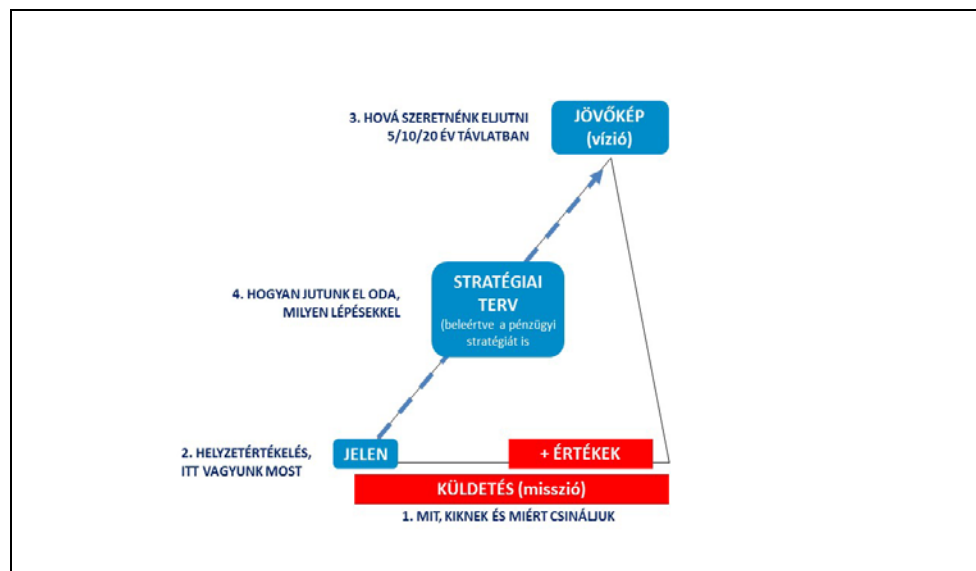 3. HOVÁ SZERETNÉNK ELJUTNI
5/10/20 ÉV TÁVLATBAN
JÖVŐKÉP
(vízió)
4. HOGYAN JUTUNK EL ODA,
MILYEN LÉPÉSEKKEL
STRATÉGIAI
TERV
(beleértve a pénzügyi
stratégiát is
2. HELYZETÉRTÉKELÉS,
ITT VAGYUNK MOST
JELEN
+ ÉRTÉKEK
KÜLDETÉS (misszió)
1. MIT, KIKNEK ÉS MIÉRT CSINÁLJUK